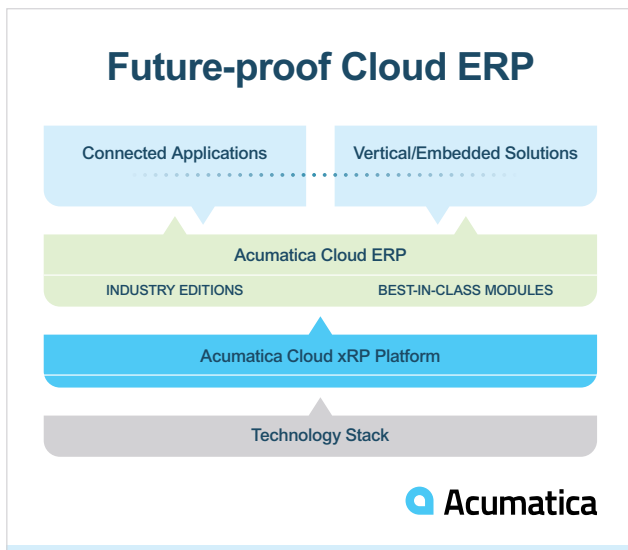 Future-proof Cloud ERP
Connected Applications
Vertical/Embedded Solutions
Acumatica Cloud ERP
INDUSTRY EDITIONS
BEST-IN-CLASS MODULES
Acumatica Cloud xRP Platform
Technology Stack
Acumatica